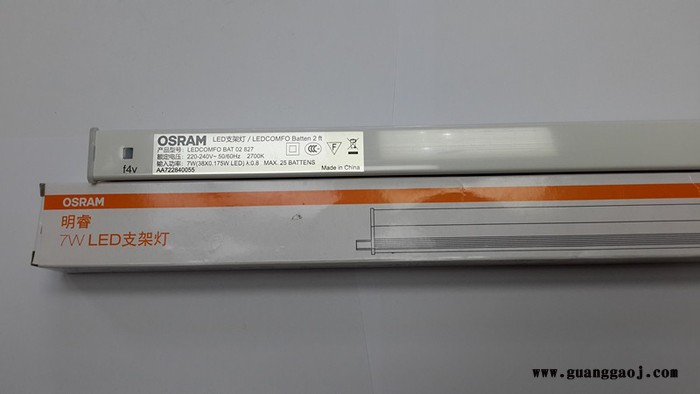 OSRAM
LED支架灯 / LEDCOMFO Batten 2 ft
产品型号: LEDCOMFO BAT 02 827
额定电压: 220-240V~ 50/60Hz 2700K
输入功率: 7W(38X0.175W LED) λ0.8 MAX. 25 BATTENS
AA722840055
Made in China
f4v
OSRAM
明睿
7W LED支架灯
www.guanggaoj.com